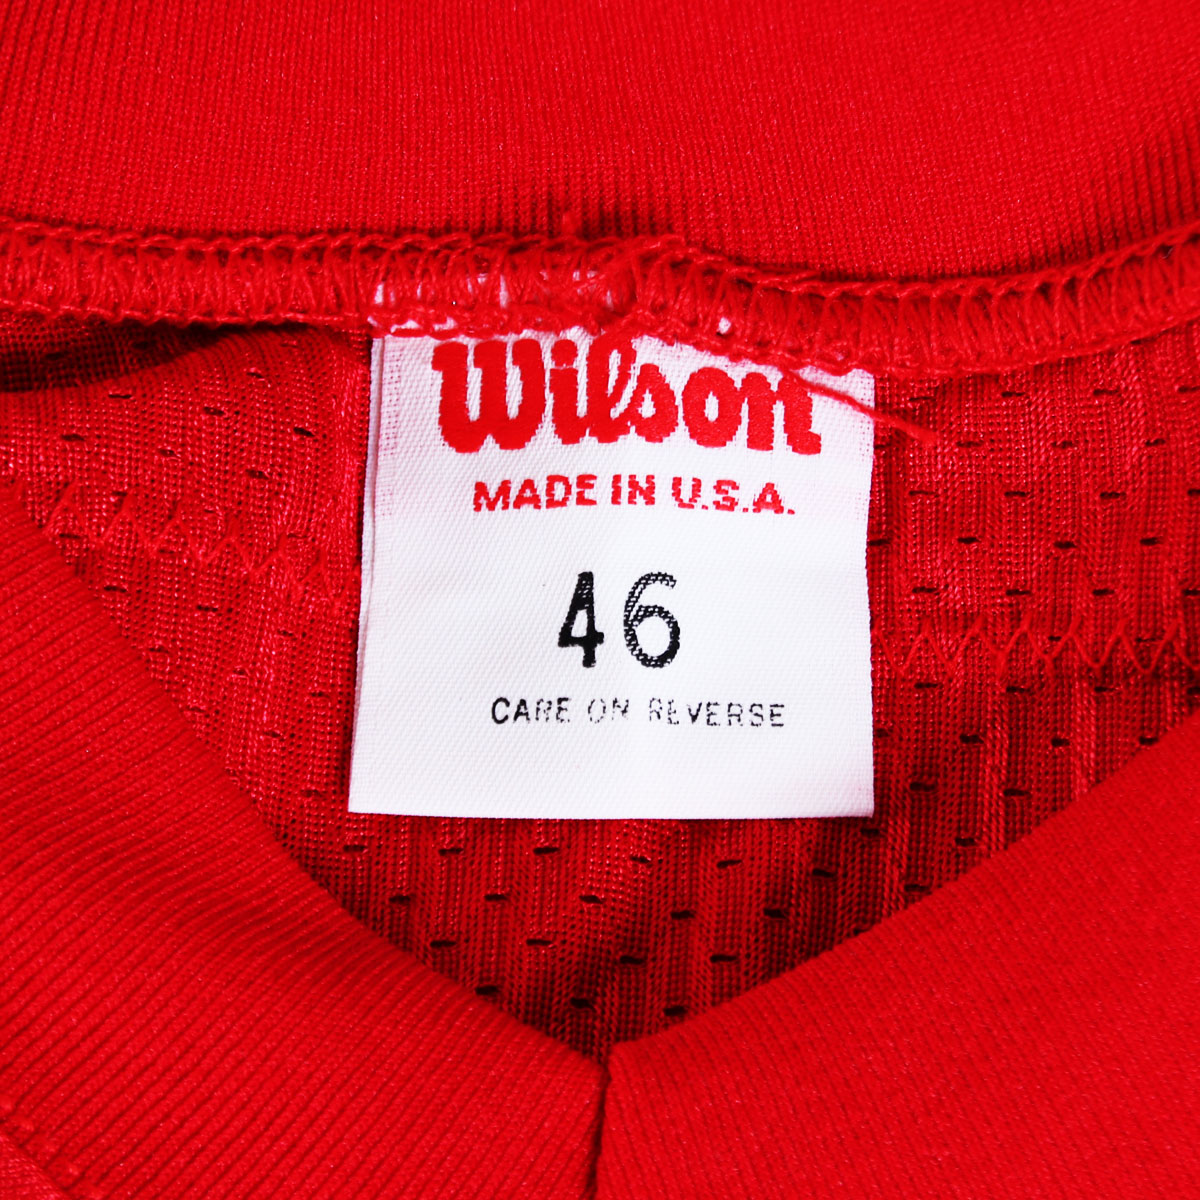 Wilson
MADE IN U.S.A.
46
CARE ON REVERSE